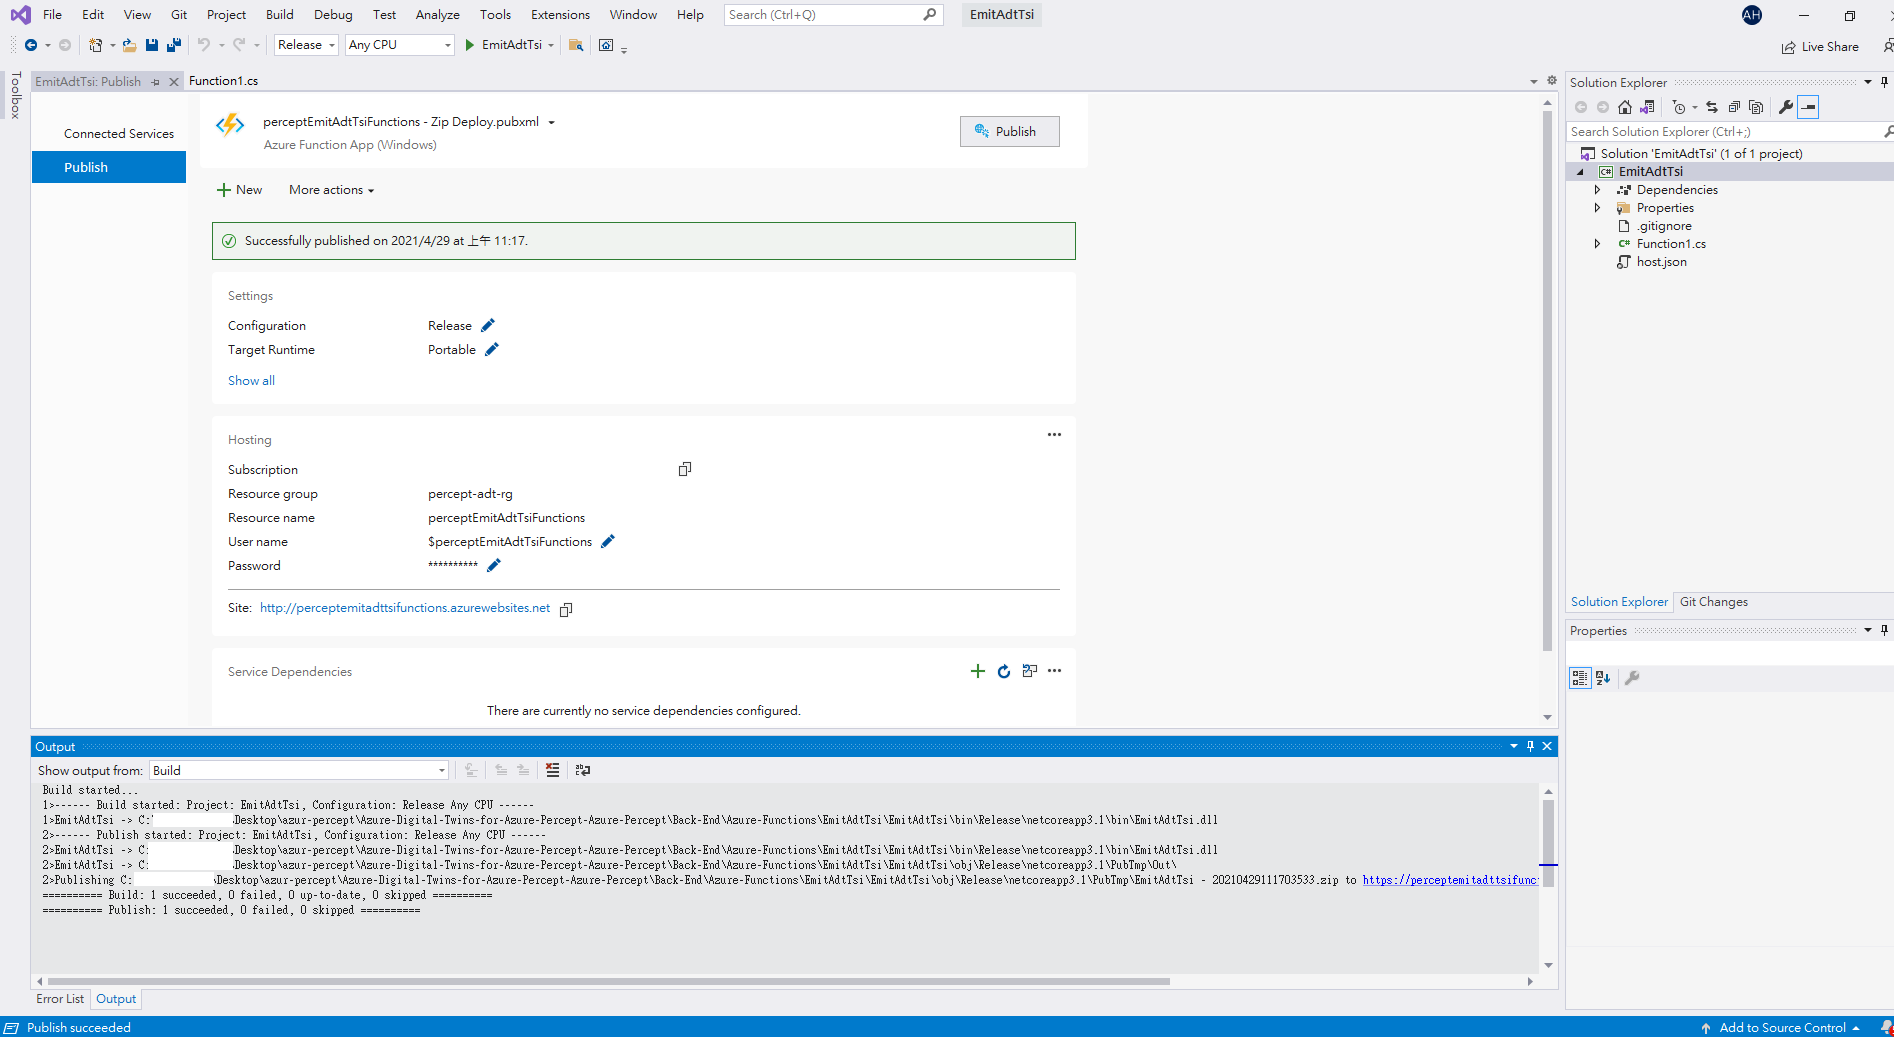 File Edit View Git Project Build Debug Test Analyze Tools Extensions Window Help Search (Ctrl+Q) EmitAdtTsi AH
Release Any CPU EmitAdtTsi Live Share
Toolbox
EmitAdtTsi: Publish Function1.cs
Connected Services
Publish
perceptEmitAdtTsiFunctions - Zip Deploy.pubxml
Azure Function App (Windows)
Publish
New More actions
Successfully published on 2021/4/29 at 上午 11:17.
Settings
Configuration Release
Target Runtime Portable
Show all
Hosting
Subscription
Resource group percept-adt-rg
Resource name perceptEmitAdtTsiFunctions
User name $perceptEmitAdtTsiFunctions
Password **********
Site: http://perceptemitadttsifunctions.azurewebsites.net
Service Dependencies
There are currently no service dependencies configured.
Solution Explorer
Search Solution Explorer (Ctrl+;)
Solution 'EmitAdtTsi' (1 of 1 project)
EmitAdtTsi
Dependencies
Properties
.gitignore
Function1.cs
host.json
Solution Explorer Git Changes
Properties
Output
Show output from: Build
Build started...
1>------ Build started: Project: EmitAdtTsi, Configuration: Release Any CPU ------
1>EmitAdtTsi -> C:\Desktop\azur-percept\Azure-Digital-Twins-for-Azure-Percept-Azure-Percept\Back-End\Azure-Functions\EmitAdtTsi\EmitAdtTsi\bin\Release\netcoreapp3.1\bin\EmitAdtTsi.dll
2>------ Publish started: Project: EmitAdtTsi, Configuration: Release Any CPU ------
2>EmitAdtTsi -> C:\Desktop\azur-percept\Azure-Digital-Twins-for-Azure-Percept-Azure-Percept\Back-End\Azure-Functions\EmitAdtTsi\EmitAdtTsi\bin\Release\netcoreapp3.1\bin\EmitAdtTsi.dll
2>EmitAdtTsi -> C:\Desktop\azur-percept\Azure-Digital-Twins-for-Azure-Percept-Azure-Percept\Back-End\Azure-Functions\EmitAdtTsi\EmitAdtTsi\obj\Release\netcoreapp3.1\PubTmp\Out\
2>Publishing C:\Desktop\azur-percept\Azure-Digital-Twins-for-Azure-Percept-Azure-Percept\Back-End\Azure-Functions\EmitAdtTsi\EmitAdtTsi\obj\Release\netcoreapp3.1\PubTmp\EmitAdtTsi - 20210429111703533.zip to https://perceptemitadttsifunc
========== Build: 1 succeeded, 0 failed, 0 up-to-date, 0 skipped ==========
========== Publish: 1 succeeded, 0 failed, 0 skipped ==========
Error List Output
Publish succeeded Add to Source Control